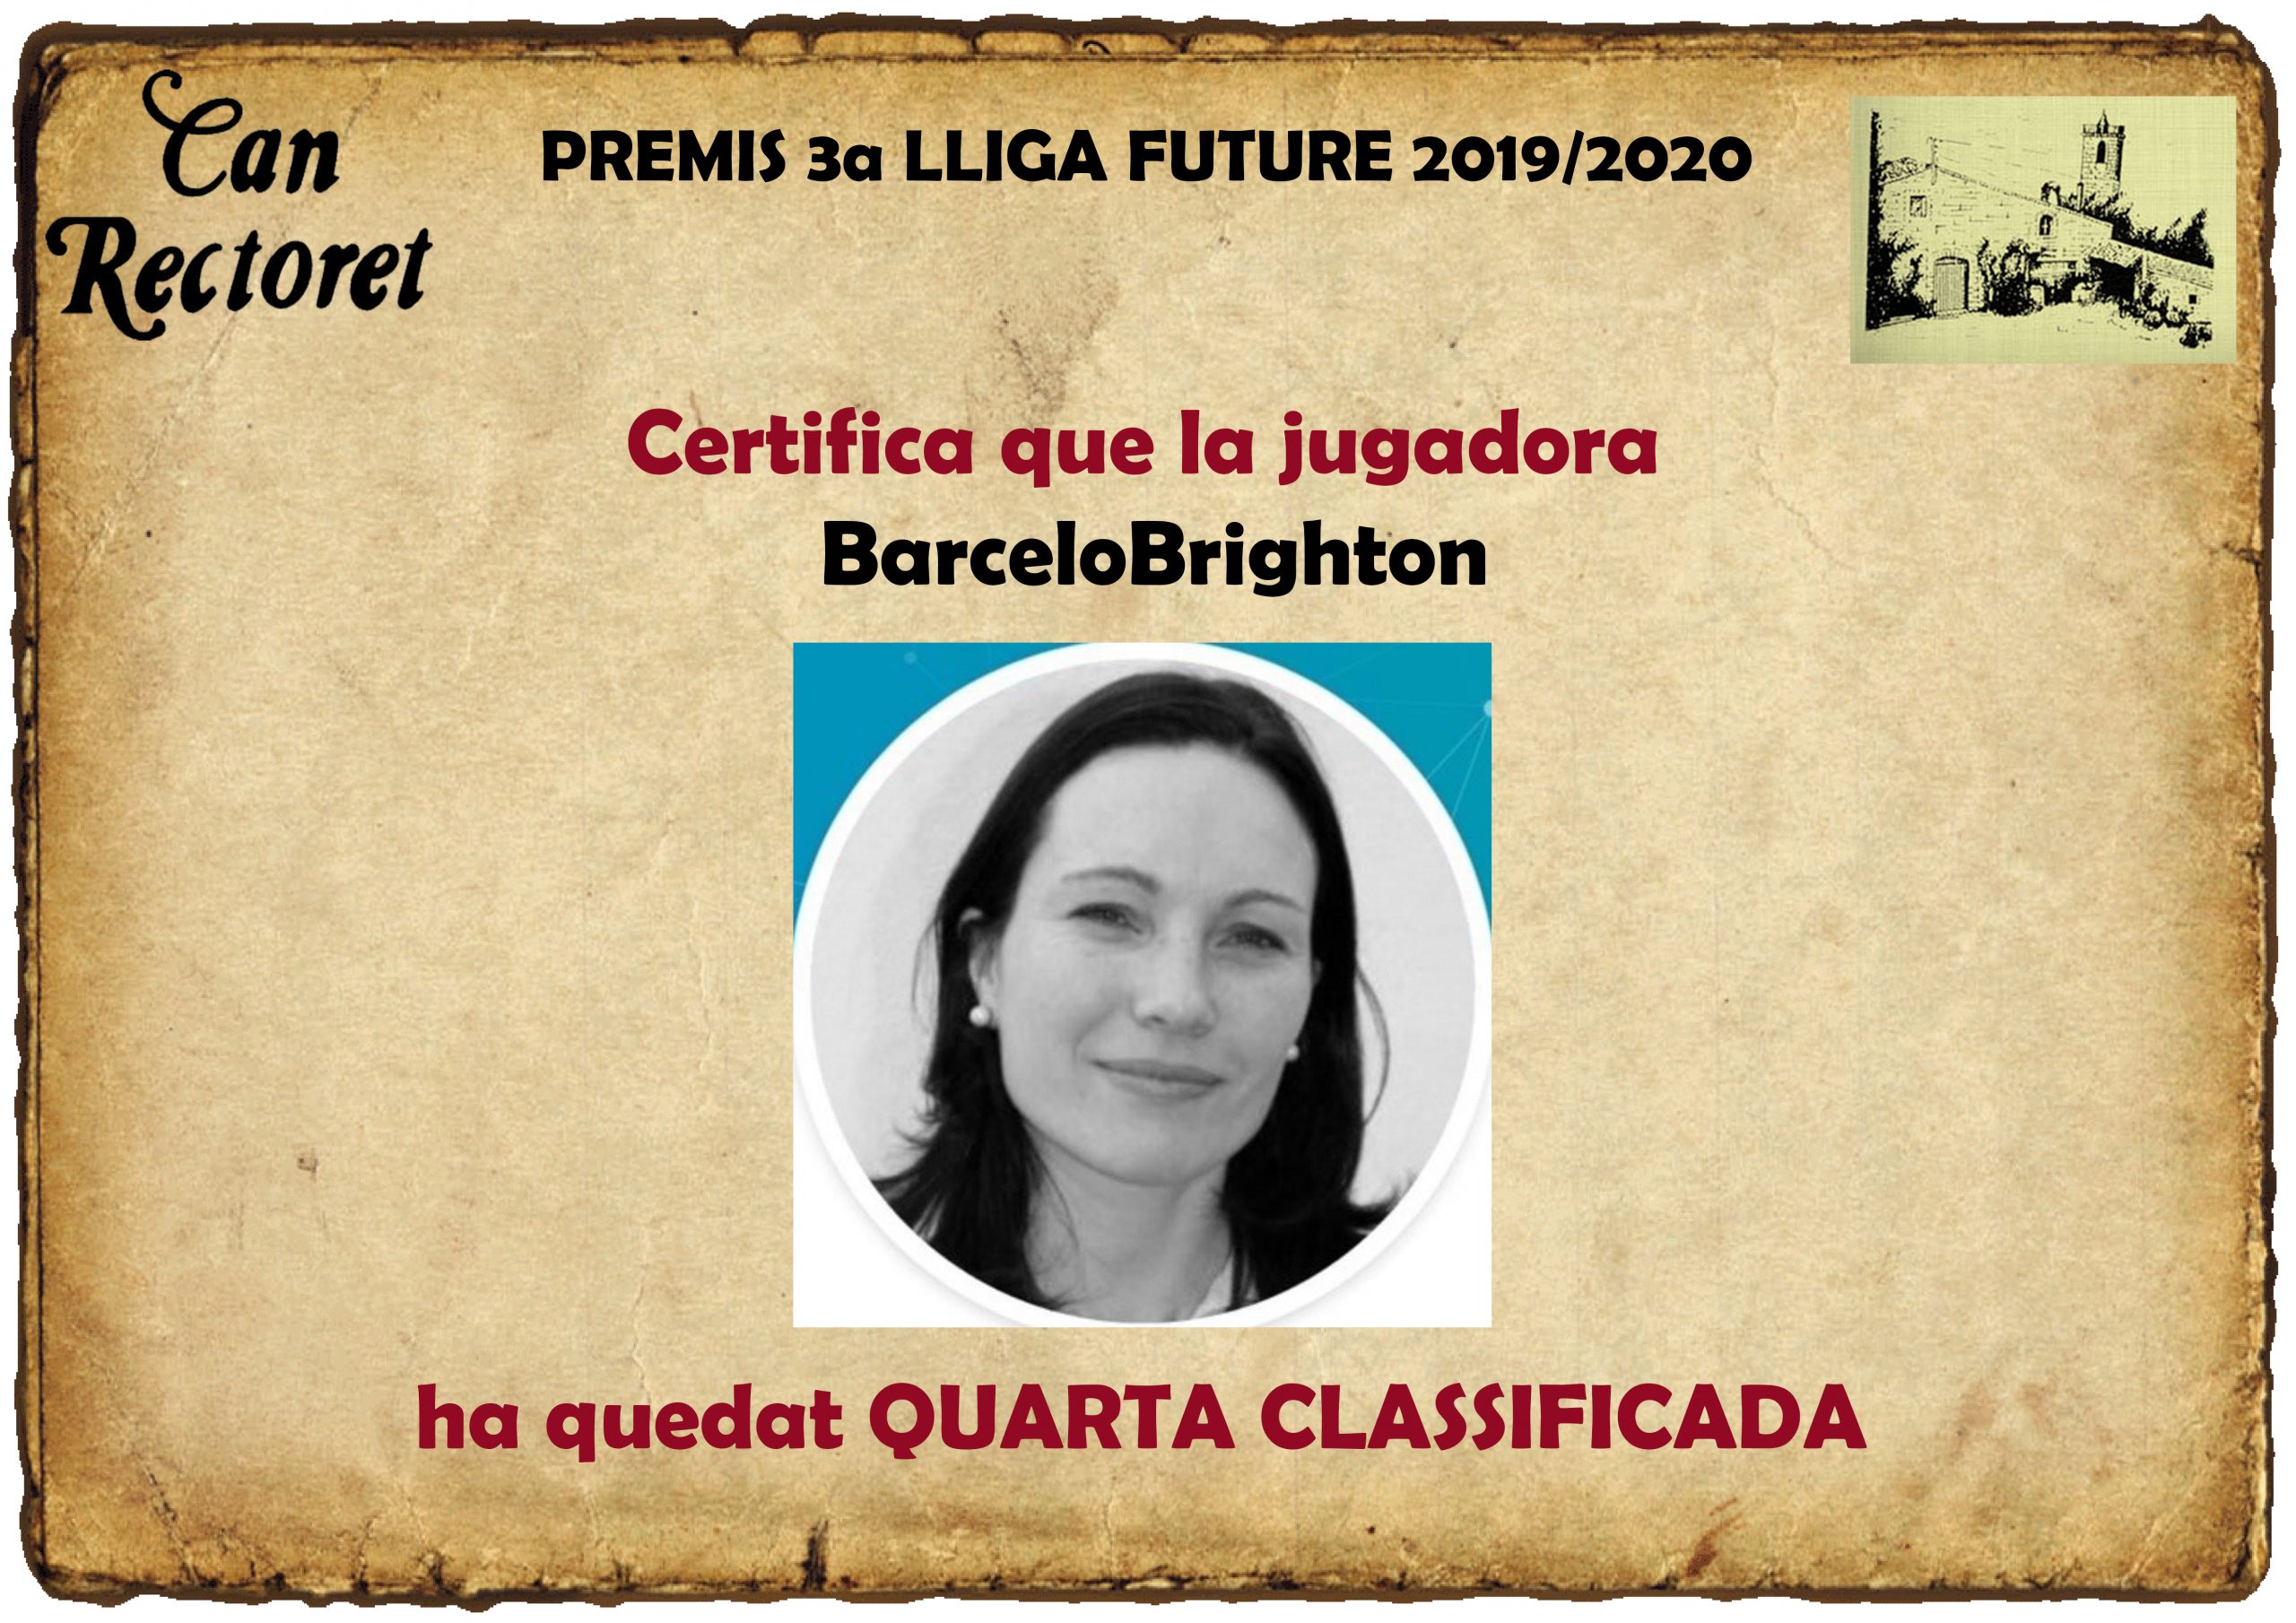 Can
Rectoret
PREMIS 3a LLIGA FUTURE 2019/2020
Certifica que la jugadora
BarceloBrighton
ha quedat QUARTA CLASSIFICADA